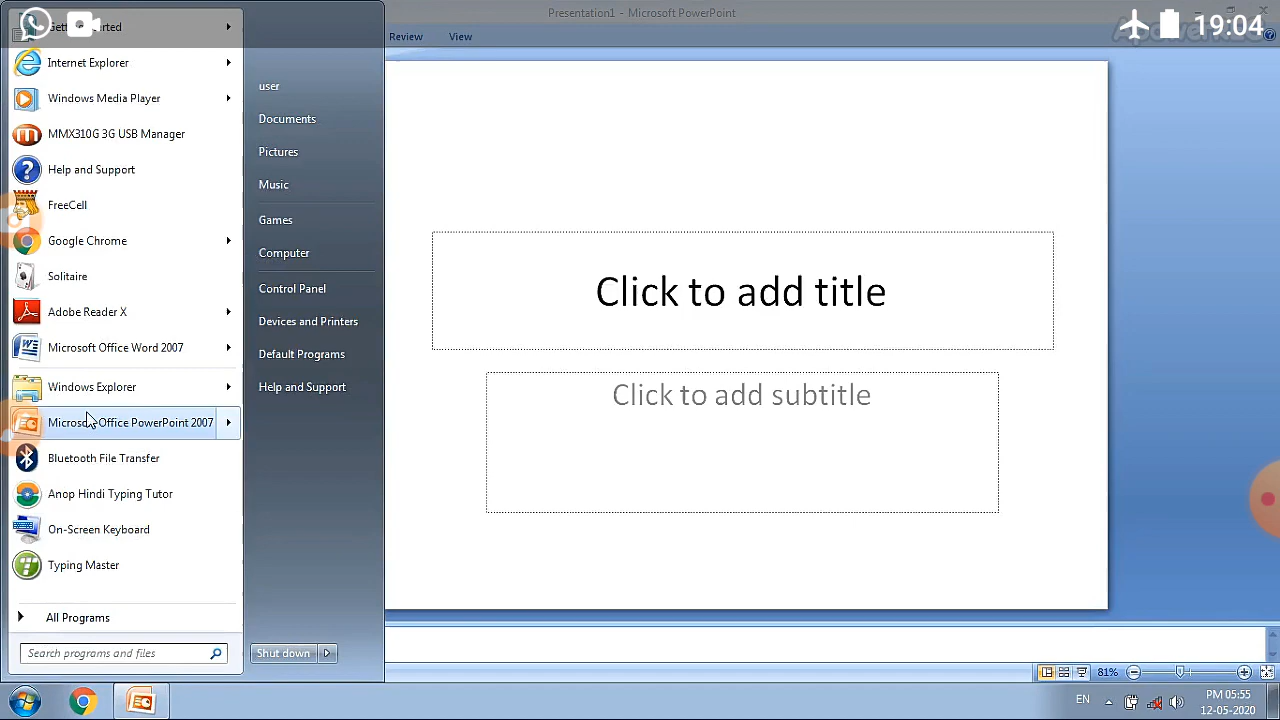 Presentation1 - Microsoft PowerPoint
19:04
Review
View
Internet Explorer
Windows Media Player
MMX310G 3G USB Manager
Help and Support
FreeCell
Google Chrome
Solitaire
Adobe Reader X
Microsoft Office Word 2007
Windows Explorer
Microsoft Office PowerPoint 2007
Bluetooth File Transfer
Anop Hindi Typing Tutor
On-Screen Keyboard
Typing Master
All Programs
Search programs and files
user
Documents
Pictures
Music
Games
Computer
Control Panel
Devices and Printers
Default Programs
Help and Support
Shut down
Click to add title
Click to add subtitle
81%
EN
PM 05:55
12-05-2020